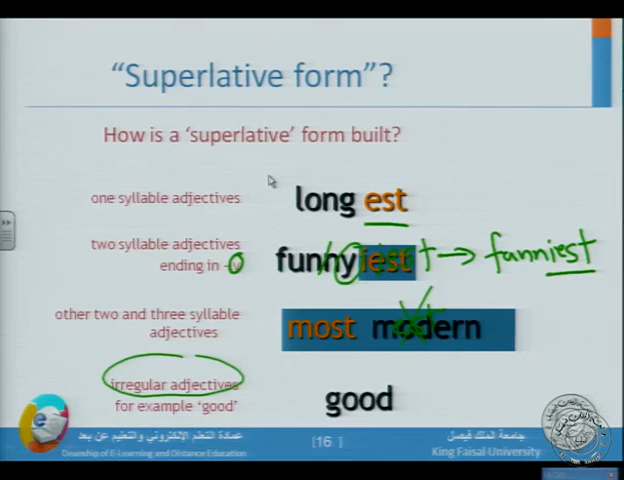 “Superlative form”?
How is a ‘superlative’ form built?
one syllable adjectives
long est
two syllable adjectives
ending in -y
funny iest → funniest
other two and three syllable
adjectives
most modern
irregular adjectives
for example ‘good’
good
عمادة التعلم الإلكتروني والتعليم عن بعد
Deanship of E-Learning and Distance Education
[16]
جامعة الملك فيصل
King Faisal University